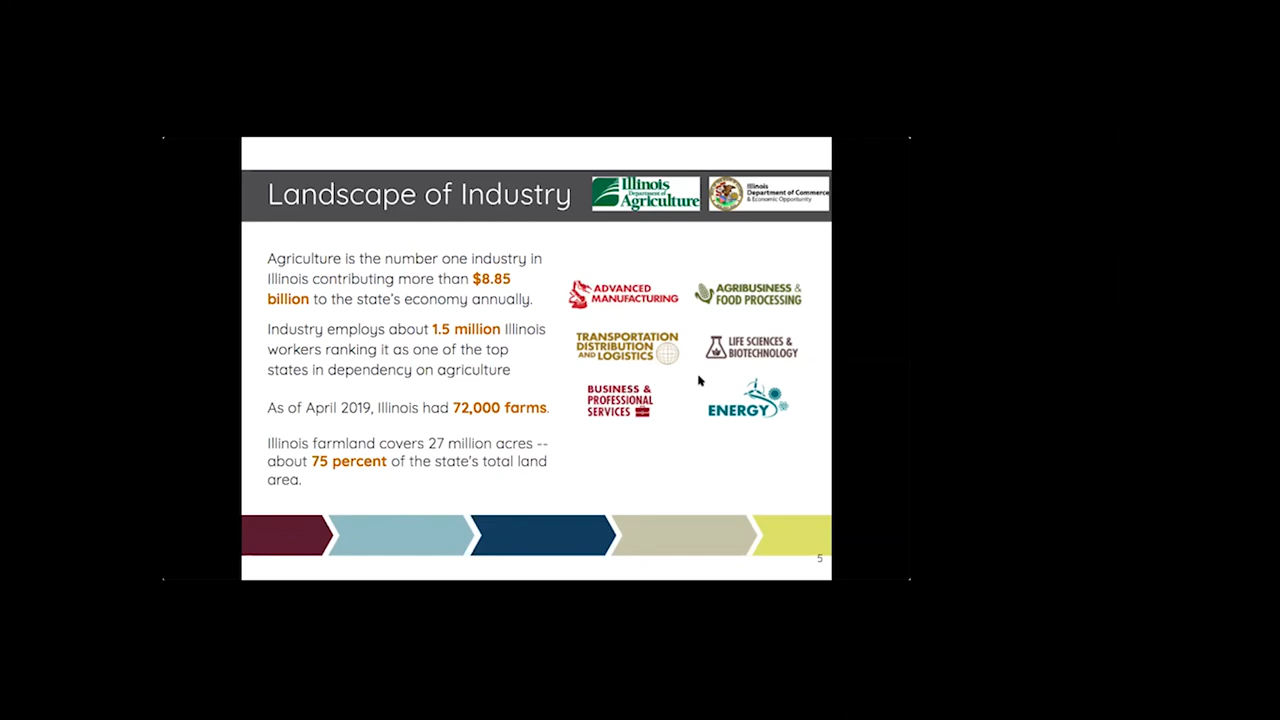 Landscape of Industry
Illinois
Department of
Agriculture
Illinois
Department of Commerce
& Economic Opportunity
Agriculture is the number one industry in
Illinois contributing more than $8.85
billion to the state's economy annually.
Industry employs about 1.5 million Illinois
workers ranking it as one of the top
states in dependency on agriculture
As of April 2019, Illinois had 72,000 farms.
Illinois farmland covers 27 million acres --
about 75 percent of the state's total land
area.
ADVANCED
MANUFACTURING
AGRIBUSINESS &
FOOD PROCESSING
TRANSPORTATION
DISTRIBUTION
AND LOGISTICS
LIFE SCIENCES &
BIOTECHNOLOGY
BUSINESS &
PROFESSIONAL
SERVICES
ENERGY
5